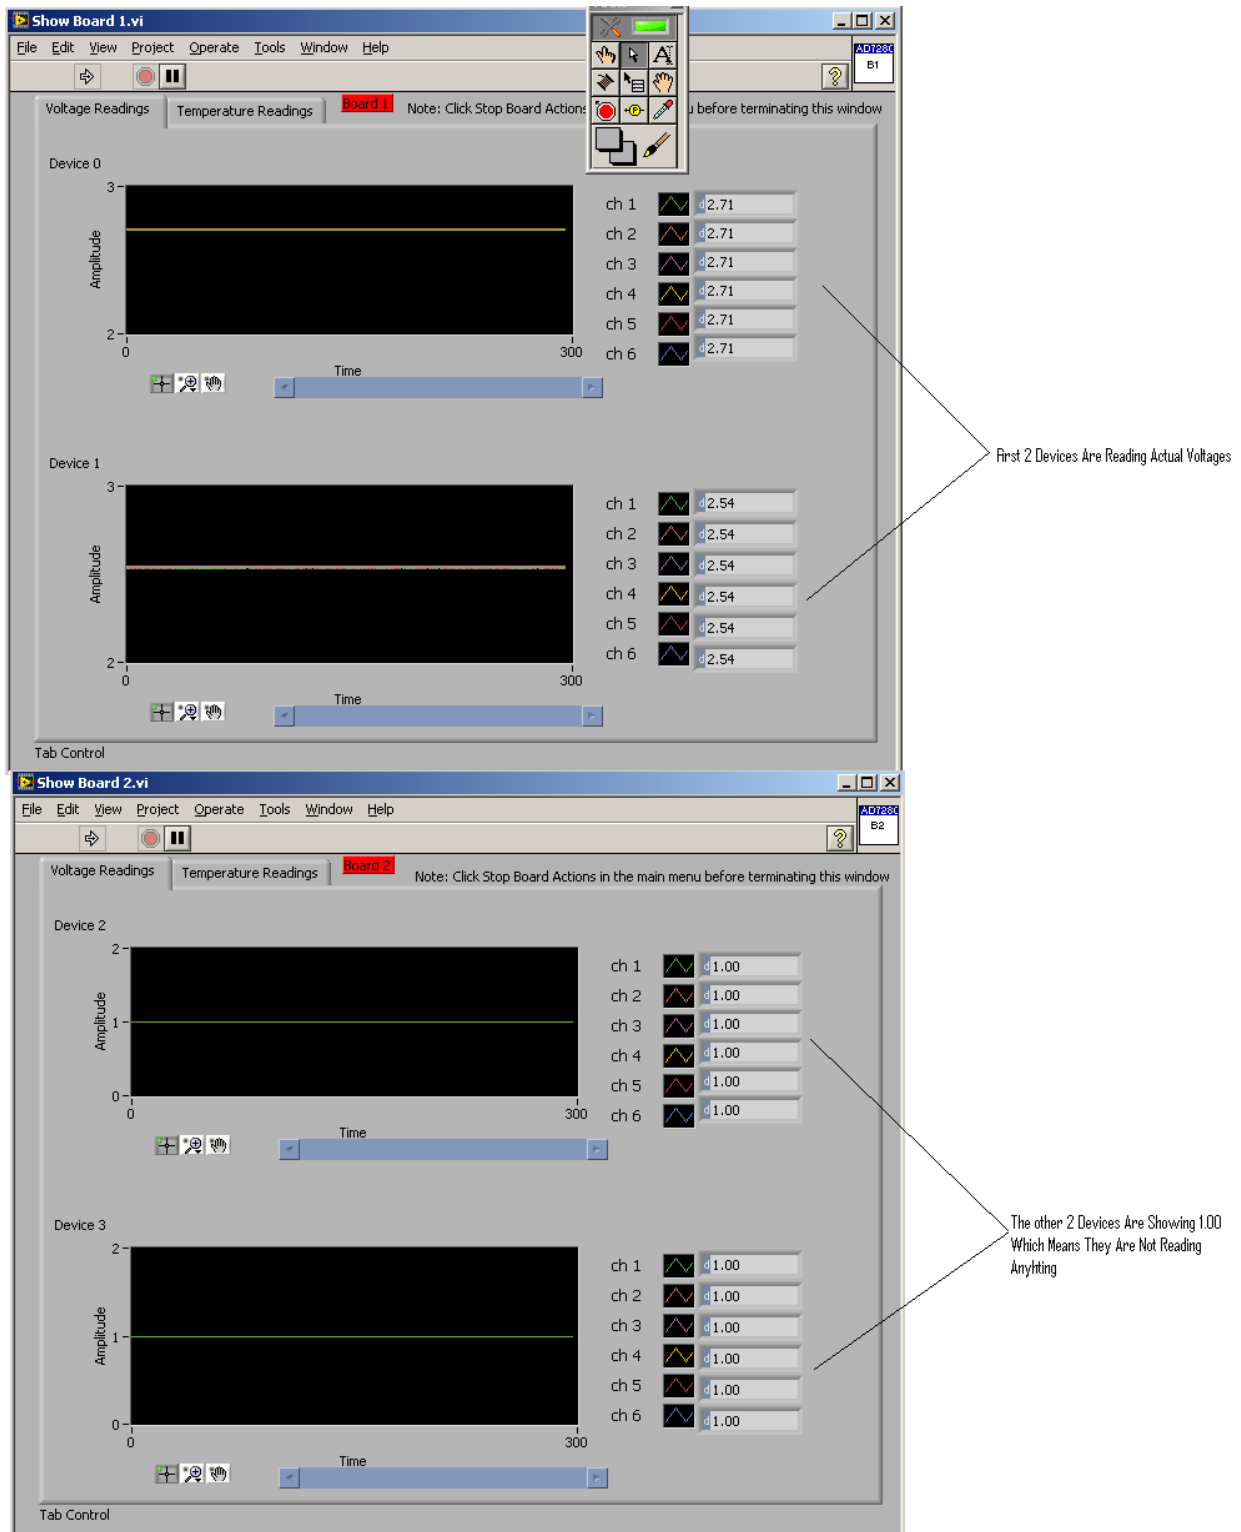 Show Board 1.vi
File Edit View Project Operate Tools Window Help
AD7280
B1
Voltage Readings
Temperature Readings
Board 1
Note: Click Stop Board Actions
u before terminating this window
Device 0
3
Amplitude
2
0
300
Time
ch 1 2.71
ch 2 2.71
ch 3 2.71
ch 4 2.71
ch 5 2.71
ch 6 2.71
First 2 Devices Are Reading Actual Voltages
Device 1
3
Amplitude
2
0
300
Time
ch 1 2.54
ch 2 2.54
ch 3 2.54
ch 4 2.54
ch 5 2.54
ch 6 2.54
Tab Control
Show Board 2.vi
File Edit View Project Operate Tools Window Help
AD7280
B2
Voltage Readings
Temperature Readings
Board 2
Note: Click Stop Board Actions in the main menu before terminating this window
Device 2
2
Amplitude
1
0
0
300
Time
ch 1 1.00
ch 2 1.00
ch 3 1.00
ch 4 1.00
ch 5 1.00
ch 6 1.00
The other 2 Devices Are Showing 1.00
Which Means They Are Not Reading
Anyhting
Device 3
2
Amplitude
1
0
0
300
Time
ch 1 1.00
ch 2 1.00
ch 3 1.00
ch 4 1.00
ch 5 1.00
ch 6 1.00
Tab Control